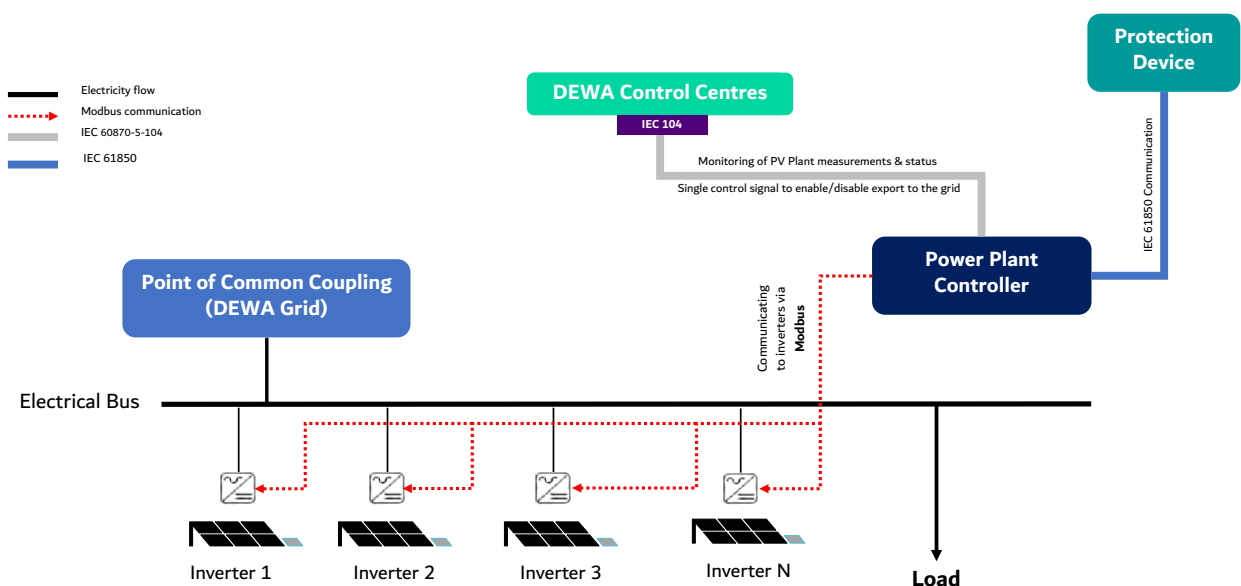 Protection
Device
Electricity flow
Modbus communication
IEC 60870-5-104
IEC 61850
DEWA Control Centres
IEC 104
Monitoring of PV Plant measurements & status
Single control signal to enable/disable export to the grid
IEC 61850 Communication
Power Plant
Controller
Point of Common Coupling
(DEWA Grid)
Communicating
to inverters via
Modbus
Electrical Bus
Inverter 1
Inverter 2
Inverter 3
Inverter N
Load